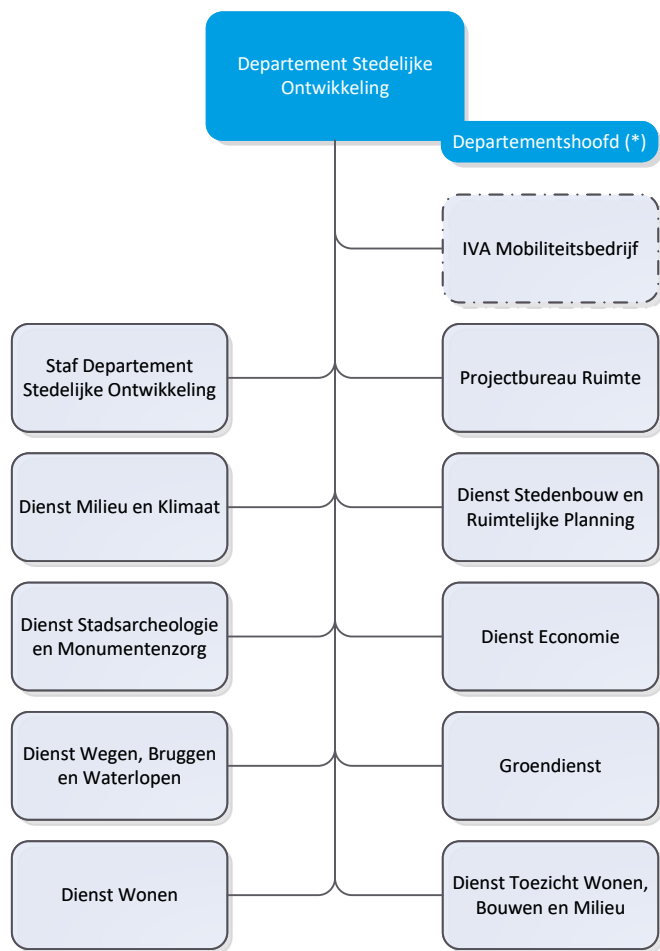 Departement Stedelijke
Ontwikkeling
Departementshoofd (*)
IVA Mobiliteitsbedrijf
Staf Departement
Stedelijke Ontwikkeling
Projectbureau Ruimte
Dienst Milieu en Klimaat
Dienst Stedenbouw en
Ruimtelijke Planning
Dienst Stadsarcheologie
en Monumentenzorg
Dienst Economie
Dienst Wegen, Bruggen
en Waterlopen
Groendienst
Dienst Wonen
Dienst Toezicht Wonen,
Bouwen en Milieu